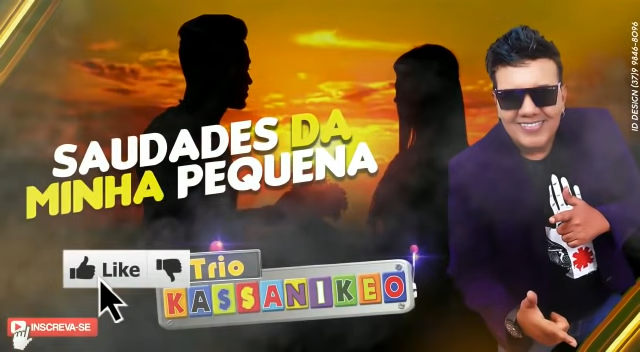 SAUDADES DA
MINHA PEQUENA
Like
Trio
KASSANIKEO
INSCREVA-SE
ID DESIGN (37)9 9846-8096